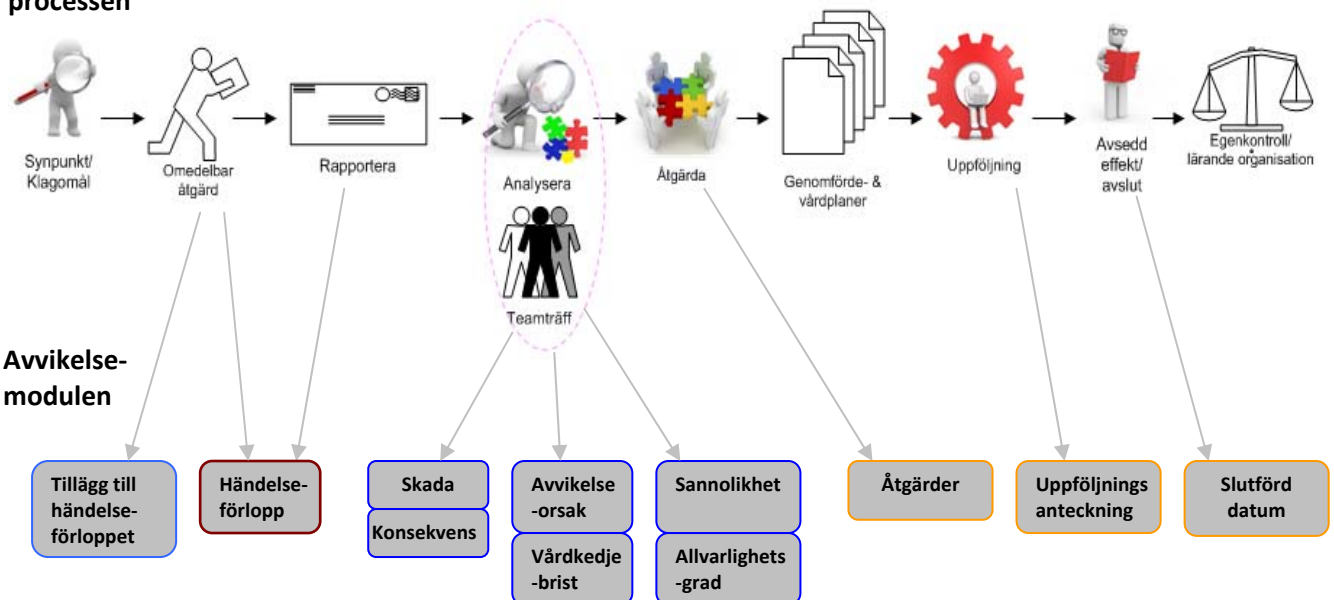 processen
Synpunkt/
Klagomål
Omedelbar
åtgärd
Rapportera
Analysera
Teamträff
Åtgärda
Genomförde- &
vårdplaner
Uppföljning
Avsedd
effekt/
avslut
Egenkontroll/
lärande organisation
Avvikelse-
modulen
Tillägg till
händelse-
förloppet
Händelse-
förlopp
Skada
Konsekvens
Avvikelse
-orsak
Vårdkedje
-brist
Sannolikhet
Allvarlighets
-grad
Åtgärder
Uppföljnings
anteckning
Slutförd
datum